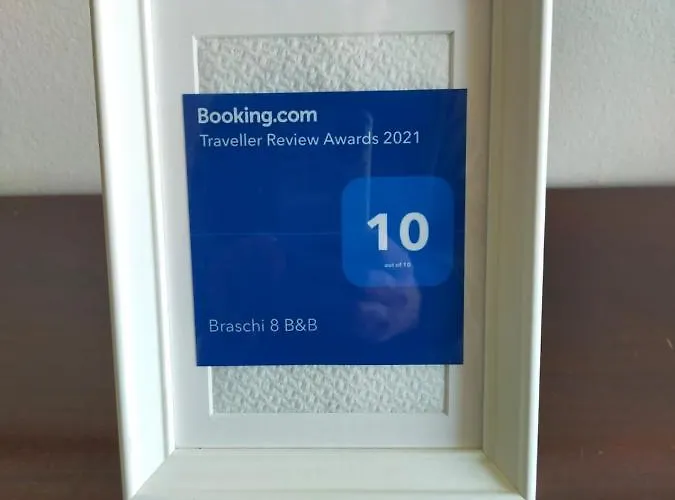 Booking.com
Traveller Review Awards 2021
10
out of 10
Braschi 8 B&B